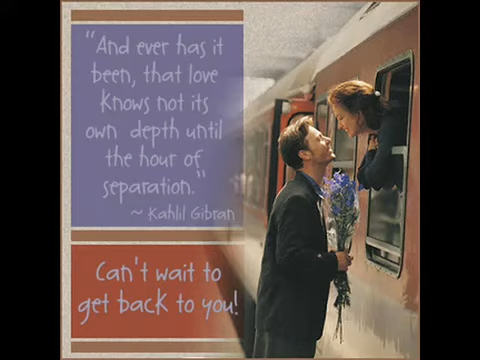 "And ever has it
been, that love
knows not its
own depth until
the hour of
separation."
~ Kahlil Gibran
Can't wait to
get back to you!